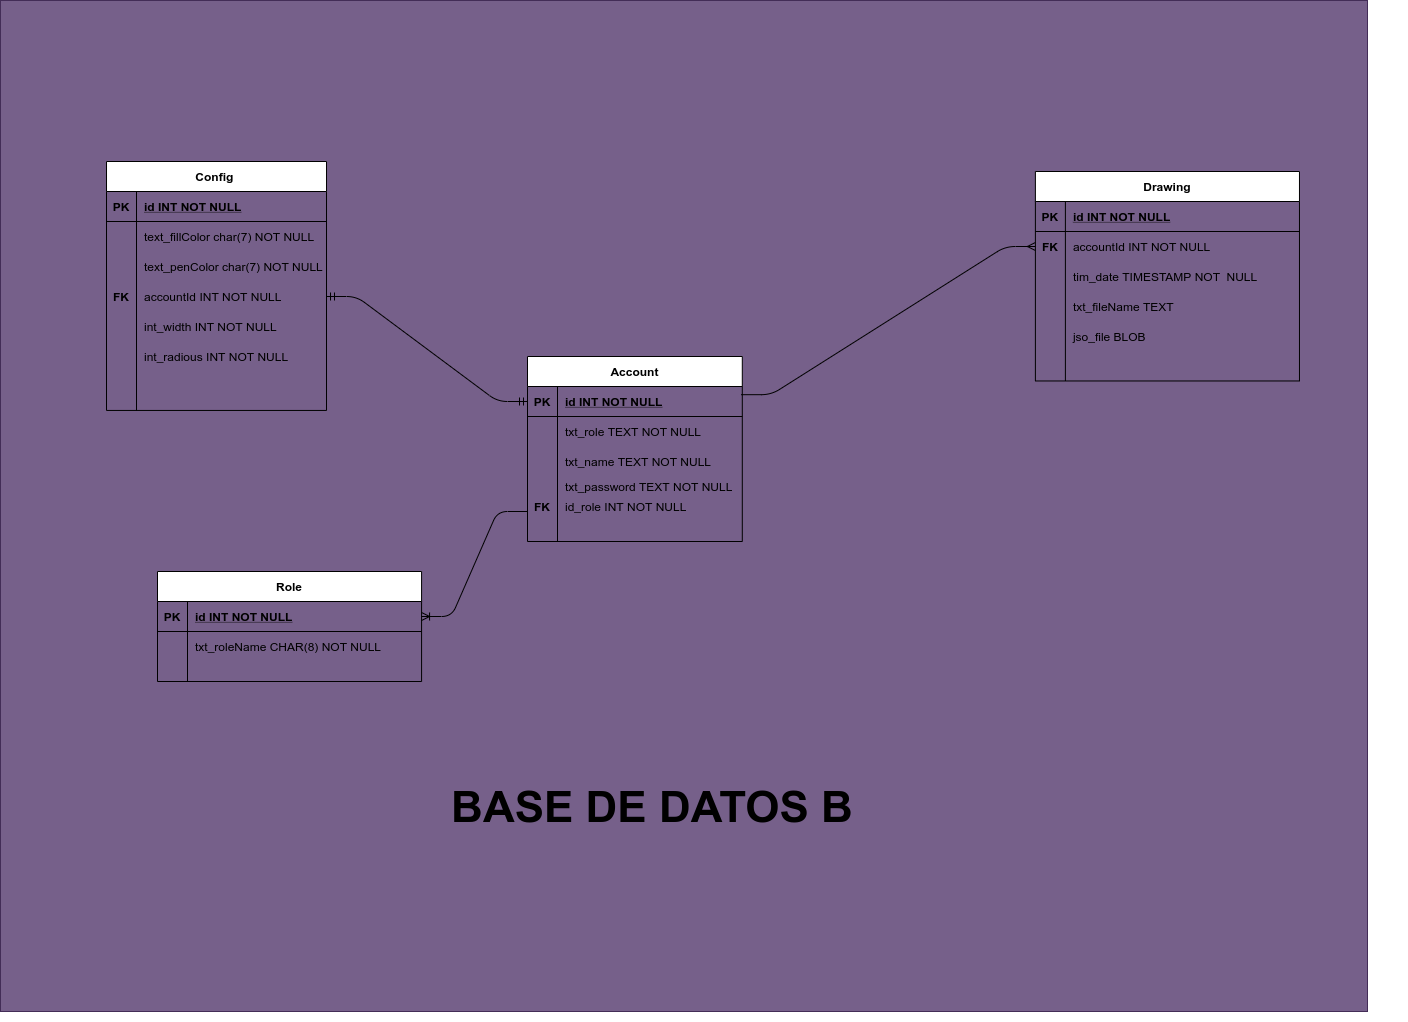 Config
PK id INT NOT NULL
text_fillColor char(7) NOT NULL
text_penColor char(7) NOT NULL
FK accountId INT NOT NULL
int_width INT NOT NULL
int_radious INT NOT NULL
Drawing
PK id INT NOT NULL
FK accountId INT NOT NULL
tim_date TIMESTAMP NOT  NULL
txt_fileName TEXT
jso_file BLOB
Account
PK id INT NOT NULL
txt_role TEXT NOT NULL
txt_name TEXT NOT NULL
txt_password TEXT NOT NULL
FK id_role INT NOT NULL
Role
PK id INT NOT NULL
txt_roleName CHAR(8) NOT NULL
BASE DE DATOS B